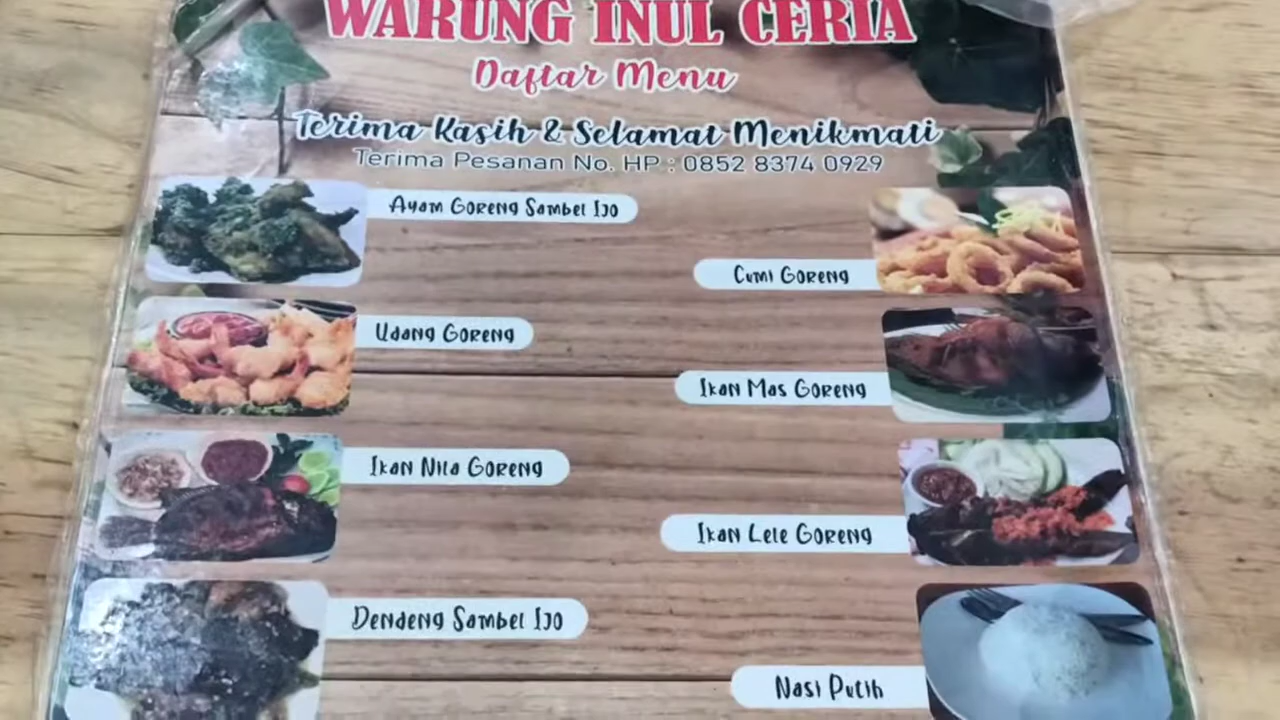 WARUNG INUL CERIA
Daftar Menu
Terima Kasih & Selamat Menikmati
Terima Pesanan No. HP : 0852 8374 0929
Ayam Goreng Sambel Ijo
Cumi Goreng
Udang Goreng
Ikan Mas Goreng
Ikan Nila Goreng
Ikan Lele Goreng
Dendeng Sambel Ijo
Nasi Putih